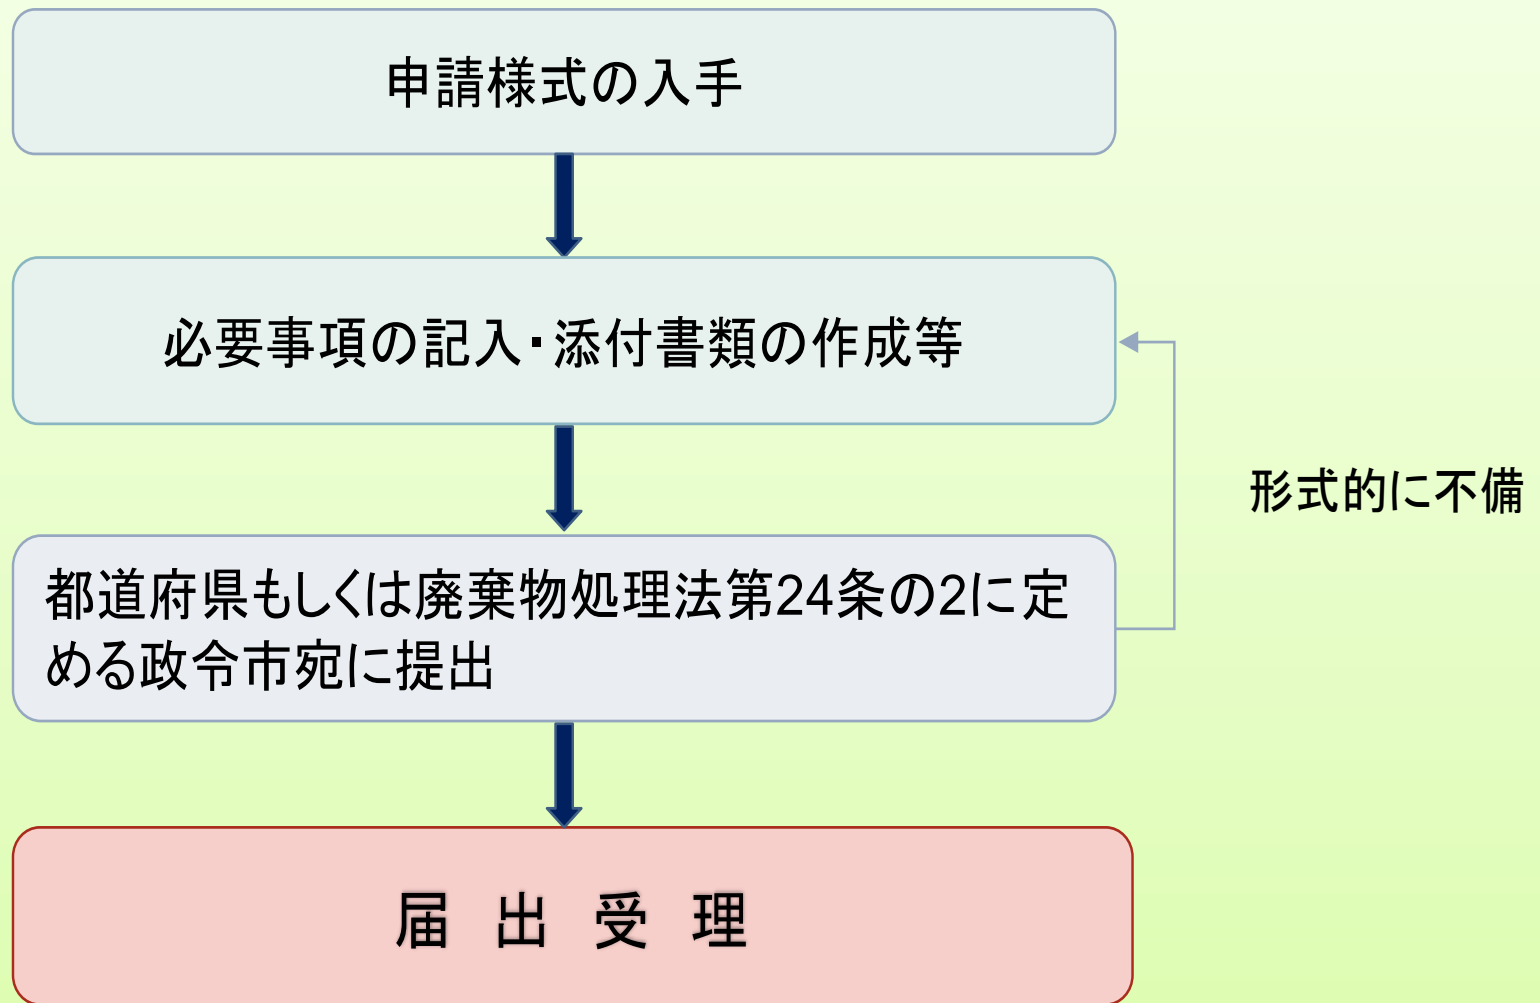 申請様式の入手
必要事項の記入・添付書類の作成等
形式的に不備
都道府県もしくは廃棄物処理法第24条の2に定
める政令市宛に提出
届　出　受　理